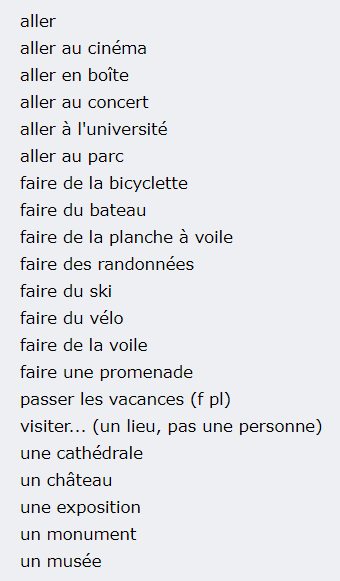 aller
aller au cinéma
aller en boîte
aller au concert
aller à l'université
aller au parc
faire de la bicyclette
faire du bateau
faire de la planche à voile
faire des randonnées
faire du ski
faire du vélo
faire de la voile
faire une promenade
passer les vacances (f pl)
visiter... (un lieu, pas une personne)
une cathédrale
un château
une exposition
un monument
un musée